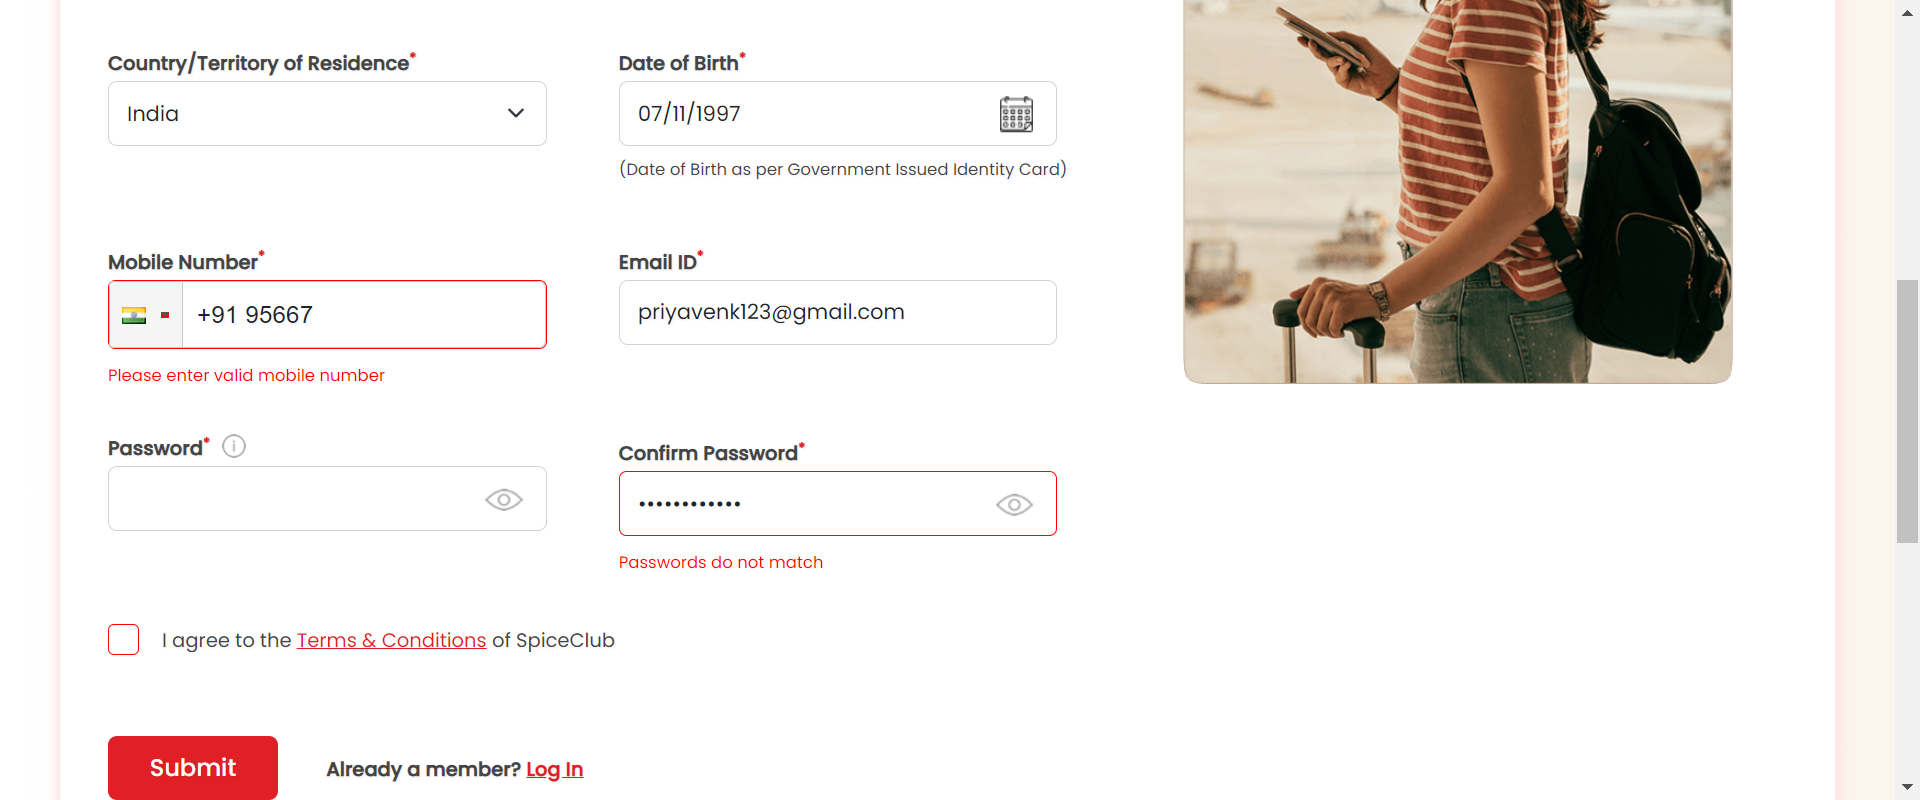 Country/Territory of Residence*
India
Date of Birth*
07/11/1997
(Date of Birth as per Government Issued Identity Card)
Mobile Number*
+91 95667
Please enter valid mobile number
Email ID*
priyavenk123@gmail.com
Password*
Confirm Password*
••••••••••••
Passwords do not match
I agree to the Terms & Conditions of SpiceClub
Submit
Already a member? Log In